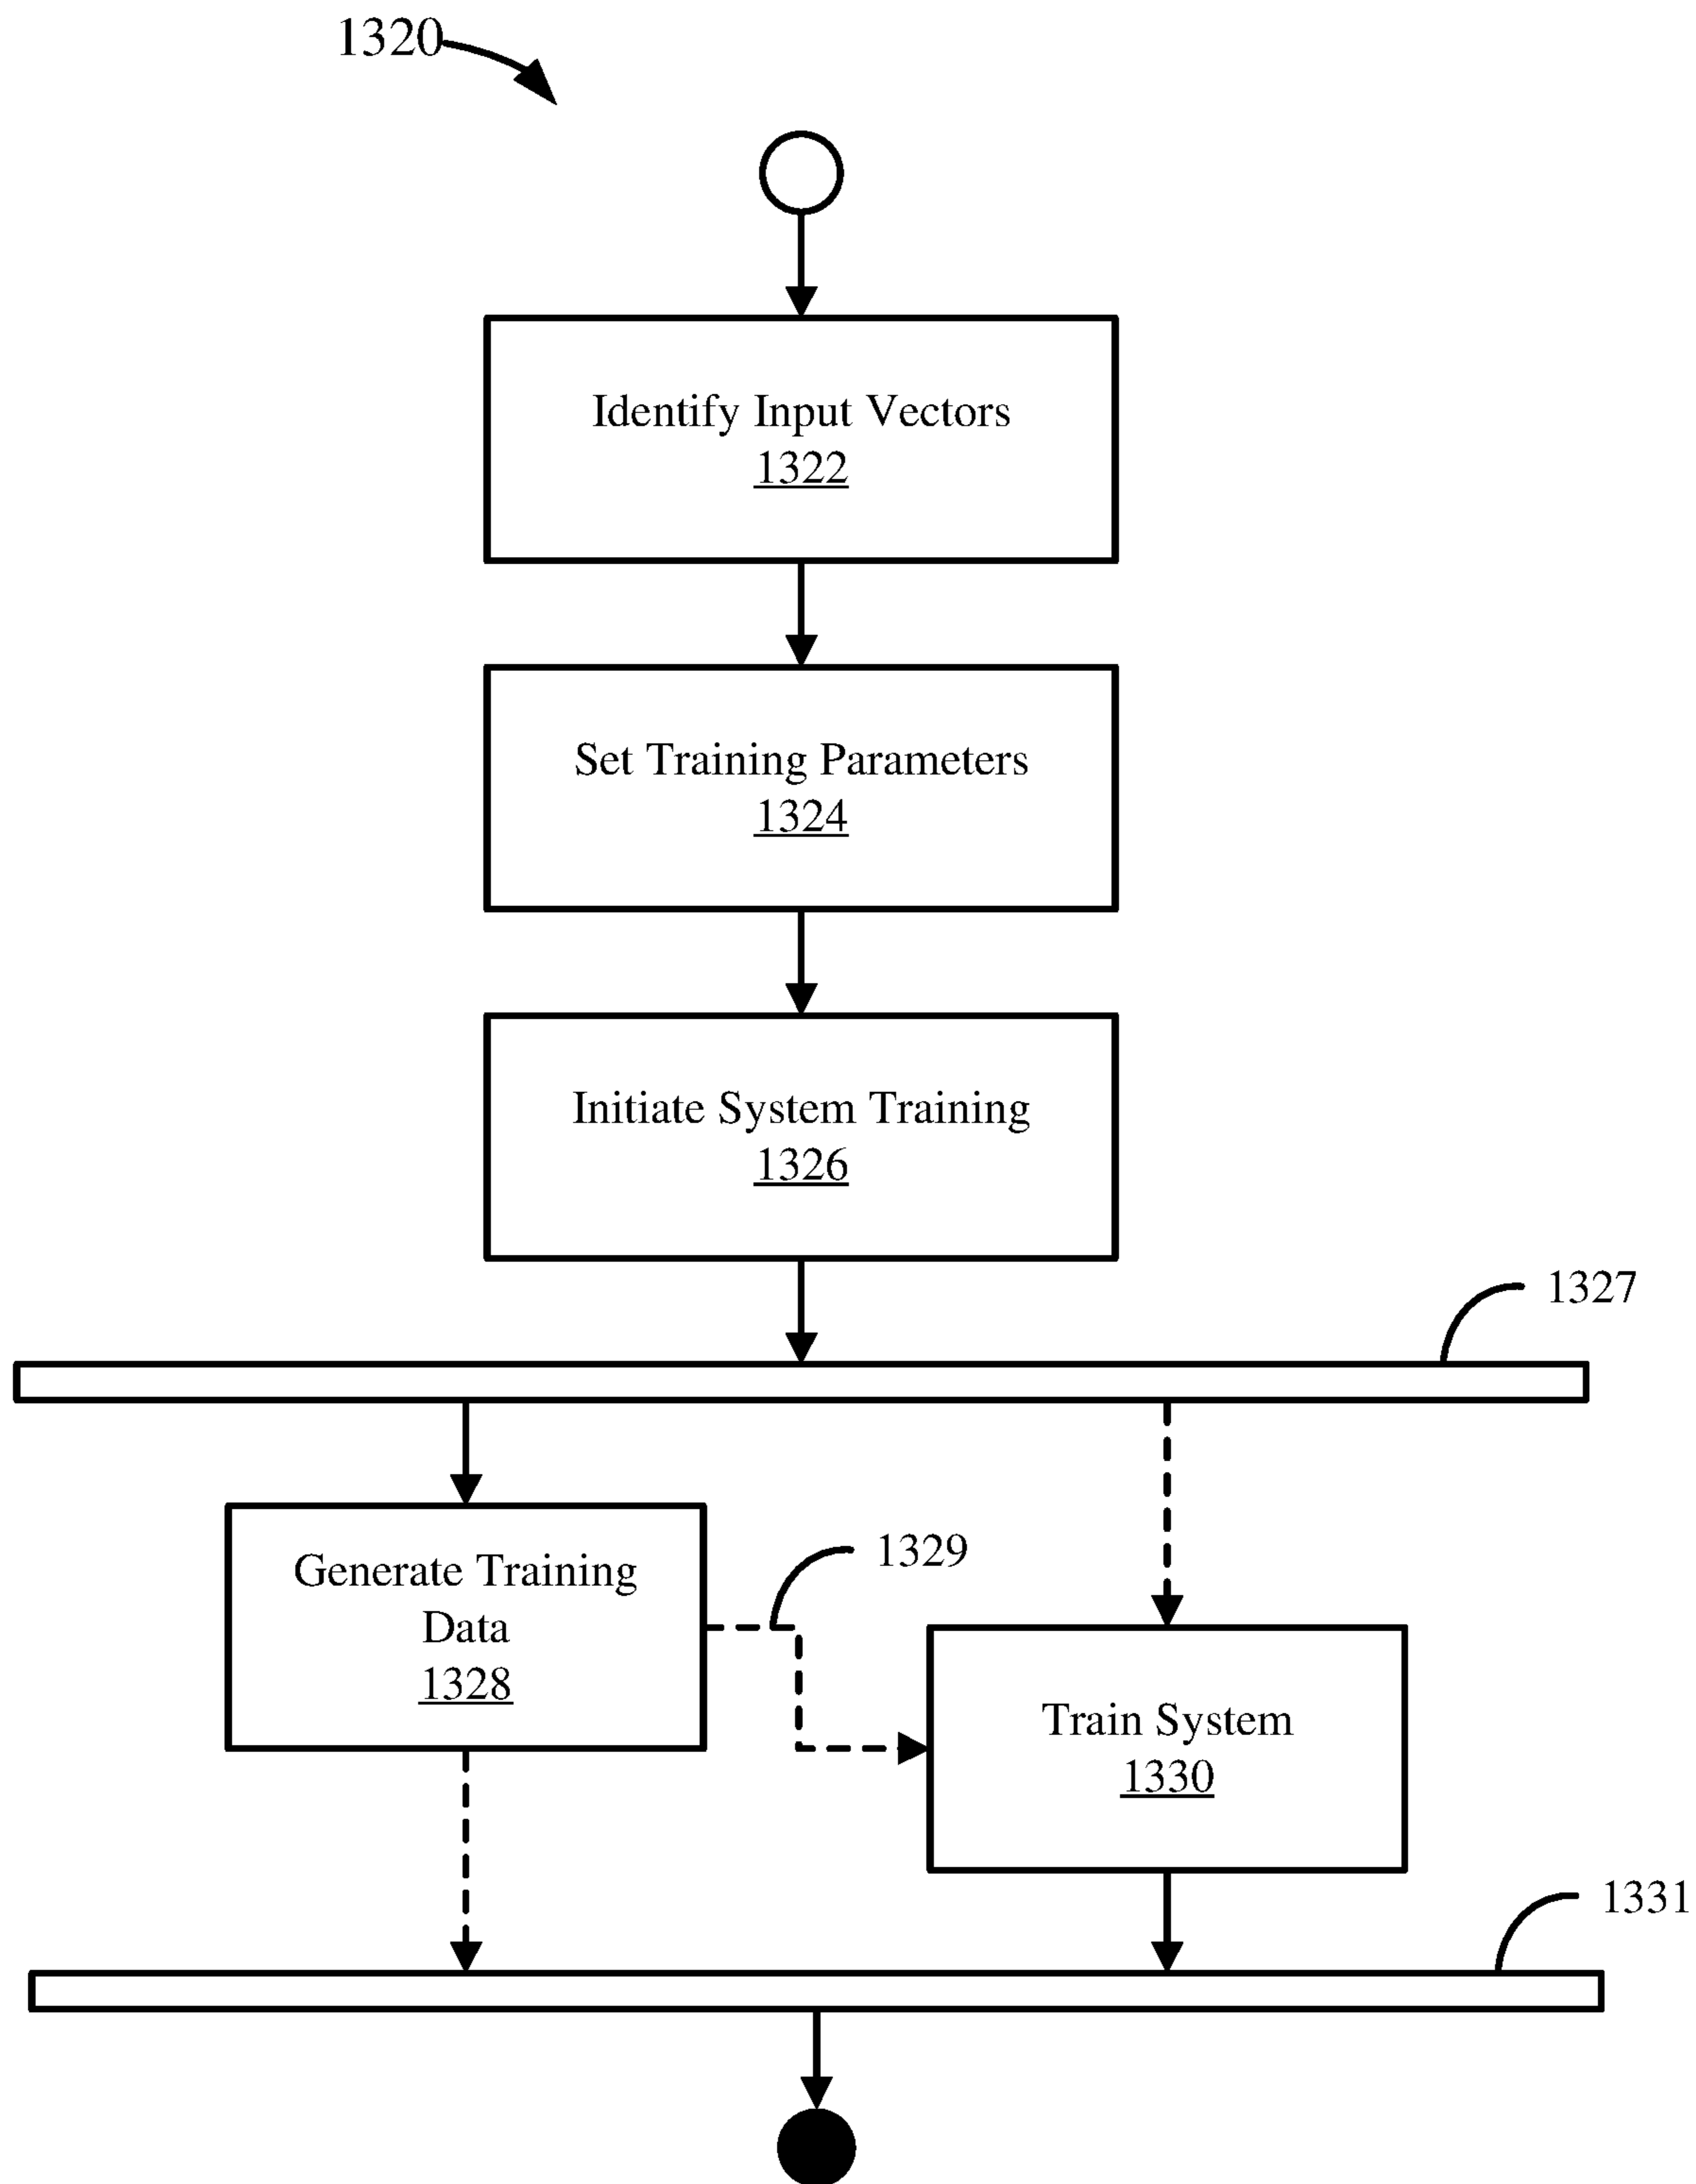 1320
Identify Input Vectors
1322
Set Training Parameters
1324
Initiate System Training
1326
1327
Generate Training
Data
1328
1329
Train System
1330
1331